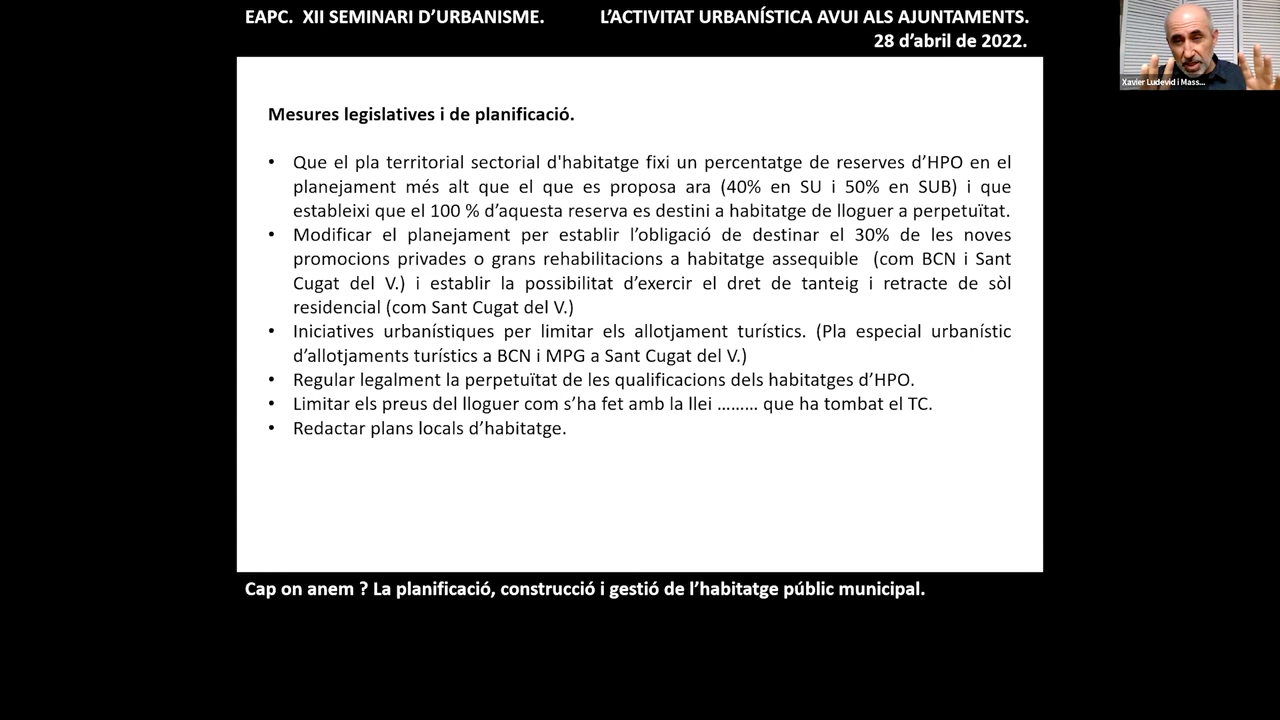 EAPC. XII SEMINARI D’URBANISME. L’ACTIVITAT URBANÍSTICA AVUI ALS AJUNTAMENTS.
28 d’abril de 2022.
Xavier Ludevid i Mass...
Mesures legislatives i de planificació.
• Que el pla territorial sectorial d'habitatge fixi un percentatge de reserves d’HPO en el
planejament més alt que el que es proposa ara (40% en SU i 50% en SUB) i que
estableixi que el 100 % d’aquesta reserva es destini a habitatge de lloguer a perpetuïtat.
• Modificar el planejament per establir l’obligació de destinar el 30% de les noves
promocions privades o grans rehabilitacions a habitatge assequible (com BCN i Sant
Cugat del V.) i establir la possibilitat d’exercir el dret de tanteig i retracte de sòl
residencial (com Sant Cugat del V.)
• Iniciatives urbanístiques per limitar els allotjament turístics. (Pla especial urbanístic
d’allotjaments turístics a BCN i MPG a Sant Cugat del V.)
• Regular legalment la perpetuïtat de les qualificacions dels habitatges d’HPO.
• Limitar els preus del lloguer com s’ha fet amb la llei ……… que ha tombat el TC.
• Redactar plans locals d’habitatge.
Cap on anem ? La planificació, construcció i gestió de l’habitatge públic municipal.